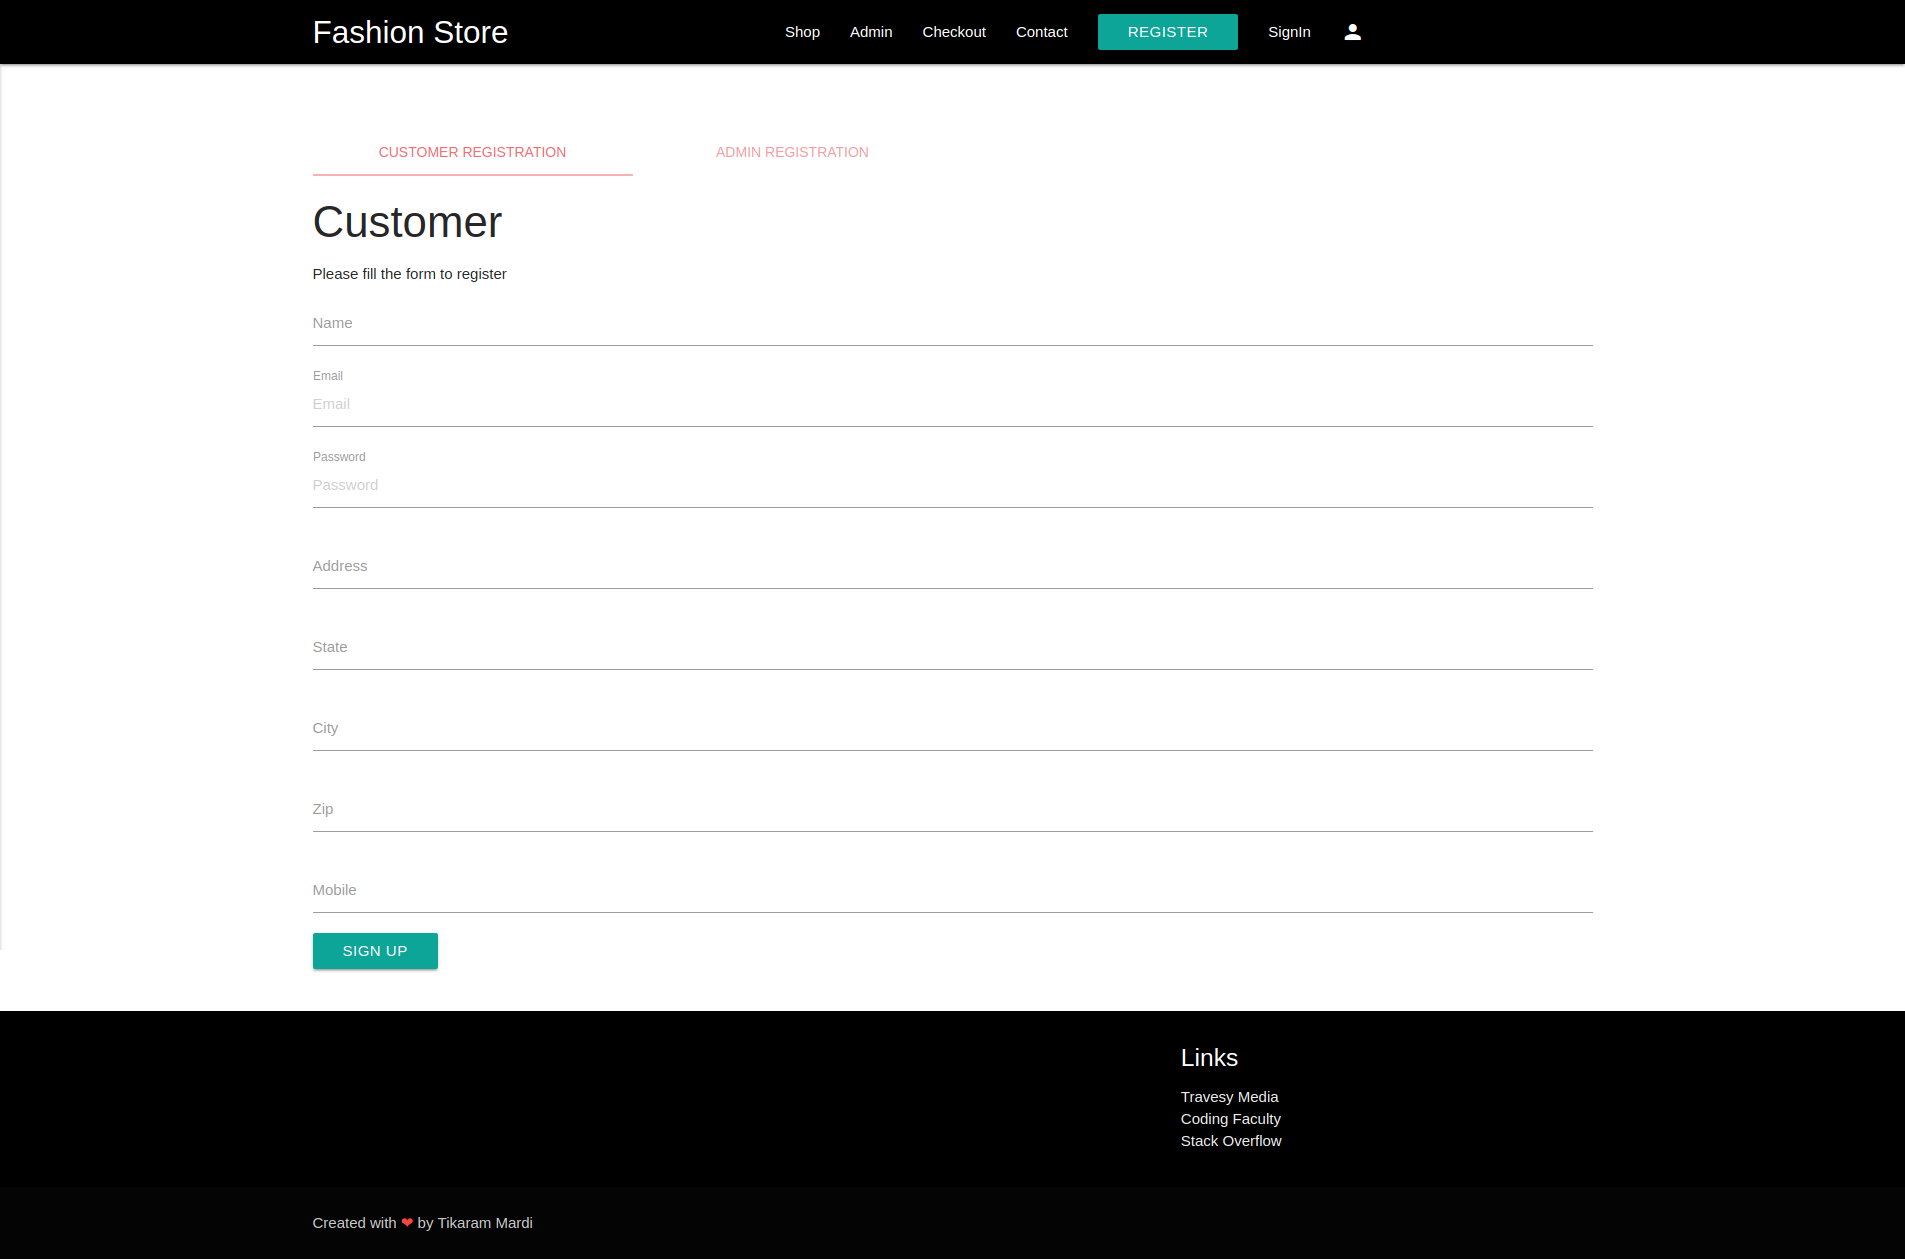 Fashion Store
Shop Admin Checkout Contact REGISTER SignIn
CUSTOMER REGISTRATION ADMIN REGISTRATION
Customer
Please fill the form to register
Name
Email
Email
Password
Password
Address
State
City
Zip
Mobile
SIGN UP
Links
Travesy Media
Coding Faculty
Stack Overflow
Created with ❤ by Tikaram Mardi